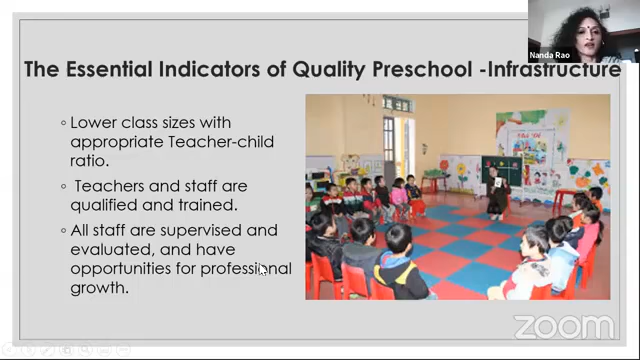 Nanda Rao
The Essential Indicators of Quality Preschool -Infrastructure
Lower class sizes with
appropriate Teacher-child
ratio.
Teachers and staff are
qualified and trained.
All staff are supervised and
evaluated, and have
opportunities for professional
growth.
zoom